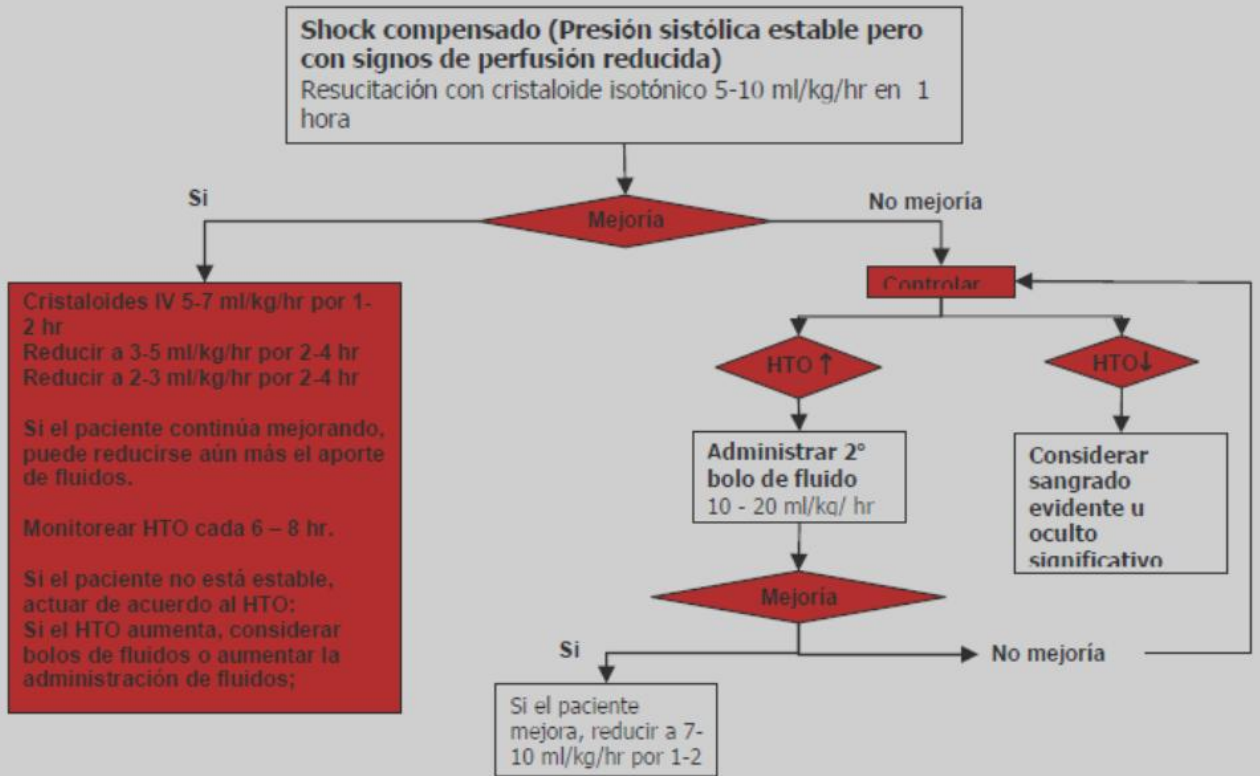 Shock compensado (Presión sistólica estable pero
con signos de perfusión reducida)
Resucitación con cristaloide isotónico 5-10 ml/kg/hr en 1
hora
Si
Mejoría
No mejoría
Cristaloides IV 5-7 ml/kg/hr por 1-
2 hr
Reducir a 3-5 ml/kg/hr por 2-4 hr
Reducir a 2-3 ml/kg/hr por 2-4 hr
Si el paciente continúa mejorando,
puede reducirse aún más el aporte
de fluidos.
Monitorear HTO cada 6 – 8 hr.
Si el paciente no está estable,
actuar de acuerdo al HTO:
Si el HTO aumenta, considerar
bolos de fluidos o aumentar la
administración de fluidos;
Controlar
HTO ↑
HTO↓
Administrar 2°
bolo de fluido
10 - 20 ml/kg/ hr
Considerar
sangrado
evidente u
oculto
significativo
Mejoría
Si
No mejoría
Si el paciente
mejora, reducir a 7-
10 ml/kg/hr por 1-2